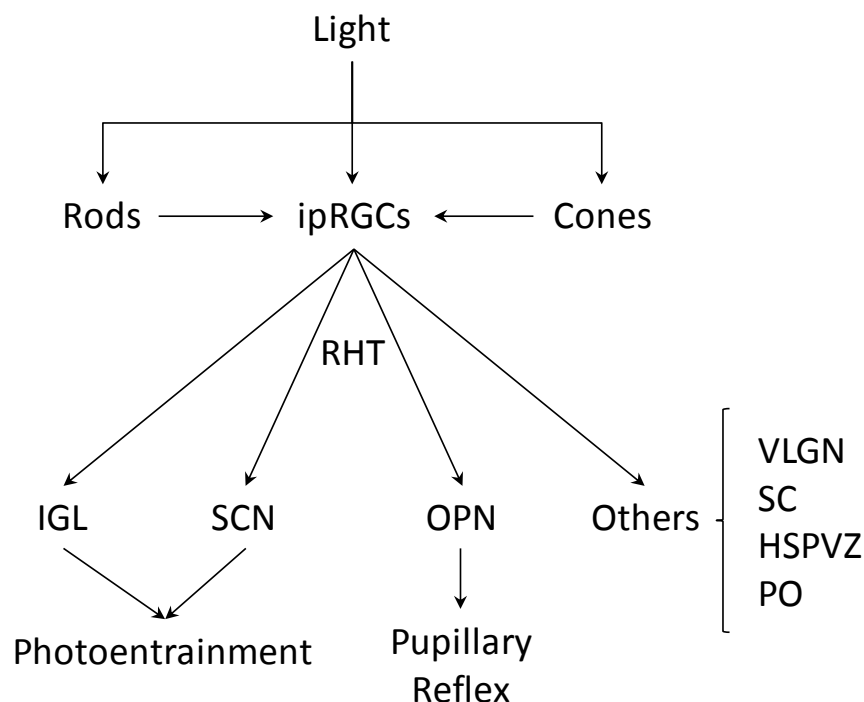 Light
Rods
ipRGCs
Cones
RHT
IGL
SCN
OPN
Others
VLGN
SC
HSPVZ
PO
Photoentrainment
Pupillary
Reflex